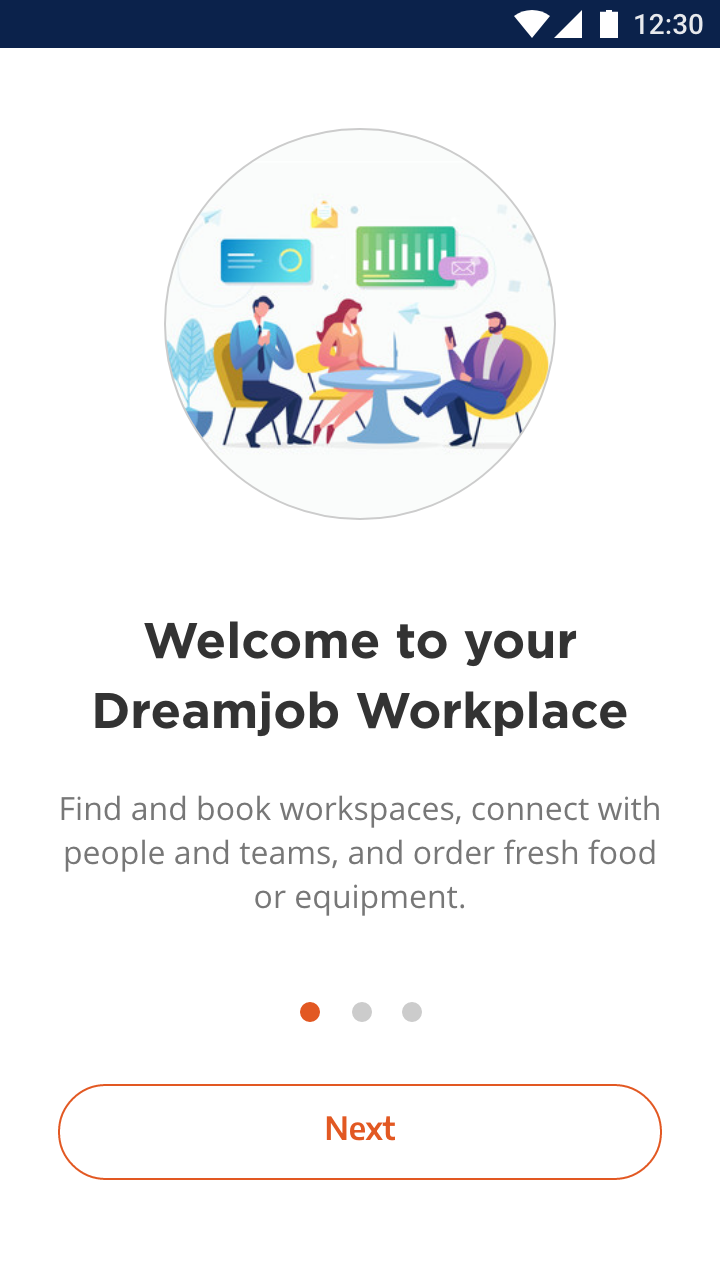 12:30
Welcome to your
Dreamjob Workplace
Find and book workspaces, connect with
people and teams, and order fresh food
or equipment.
Next